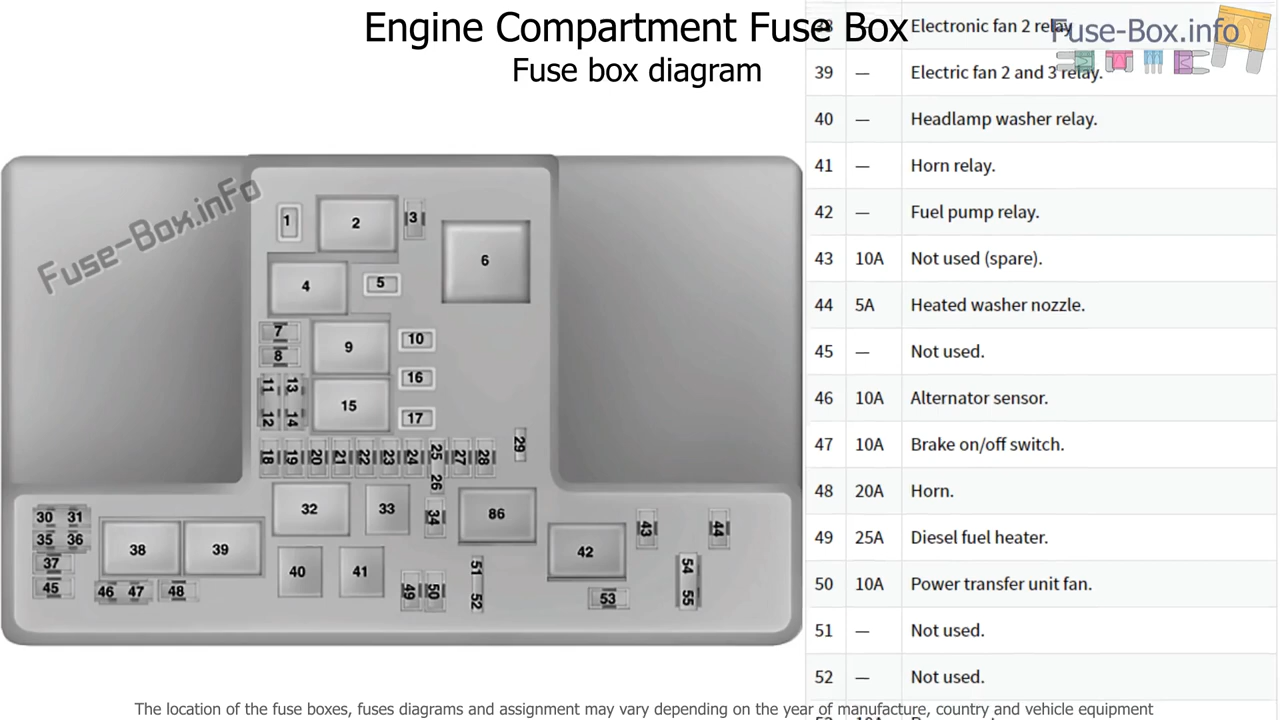 Engine Compartment Fuse Box
Fuse box diagram
Fuse-Box.info
Fuse-Box.info
1 2 3
4 5 6
7 8 9 10
11 13 16
12 14 15 17
18 19 20 21 22 23 24 25 27 28 29
26
30 31 32 33 34 86 43 44
35 36 38 39 42
37 40 41 51 54
45 46 47 48 49 50 52 53 55
38 Electronic fan 2 relay
39 — Electric fan 2 and 3 relay.
40 — Headlamp washer relay.
41 — Horn relay.
42 — Fuel pump relay.
43 10A Not used (spare).
44 5A Heated washer nozzle.
45 — Not used.
46 10A Alternator sensor.
47 10A Brake on/off switch.
48 20A Horn.
49 25A Diesel fuel heater.
50 10A Power transfer unit fan.
51 — Not used.
52 — Not used.
The location of the fuse boxes, fuses diagrams and assignment may vary depending on the year of manufacture, country and vehicle equipment